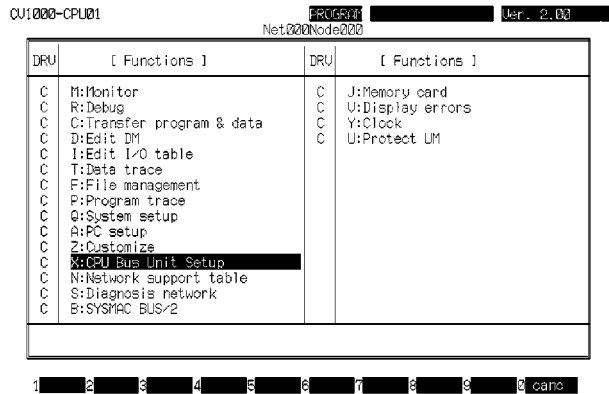 CV1000-CPU01 PROGRAM Ver. 2.00
Net000Node000
DRV [ Functions ] DRV [ Functions ]
C M:Monitor C J:Memory card
C R:Debug C V:Display errors
C C:Transfer program & data C Y:Clock
C D:Edit DM C U:Protect UM
C I:Edit I/O table
C T:Data trace
C F:File management
C P:Program trace
C Q:System setup
C A:PC setup
C Z:Customize
C X:CPU Bus Unit Setup
C N:Network support table
C S:Diagnosis network
C B:SYSMAC BUS/2
1 2 3 4 5 6 7 8 9 0 canc